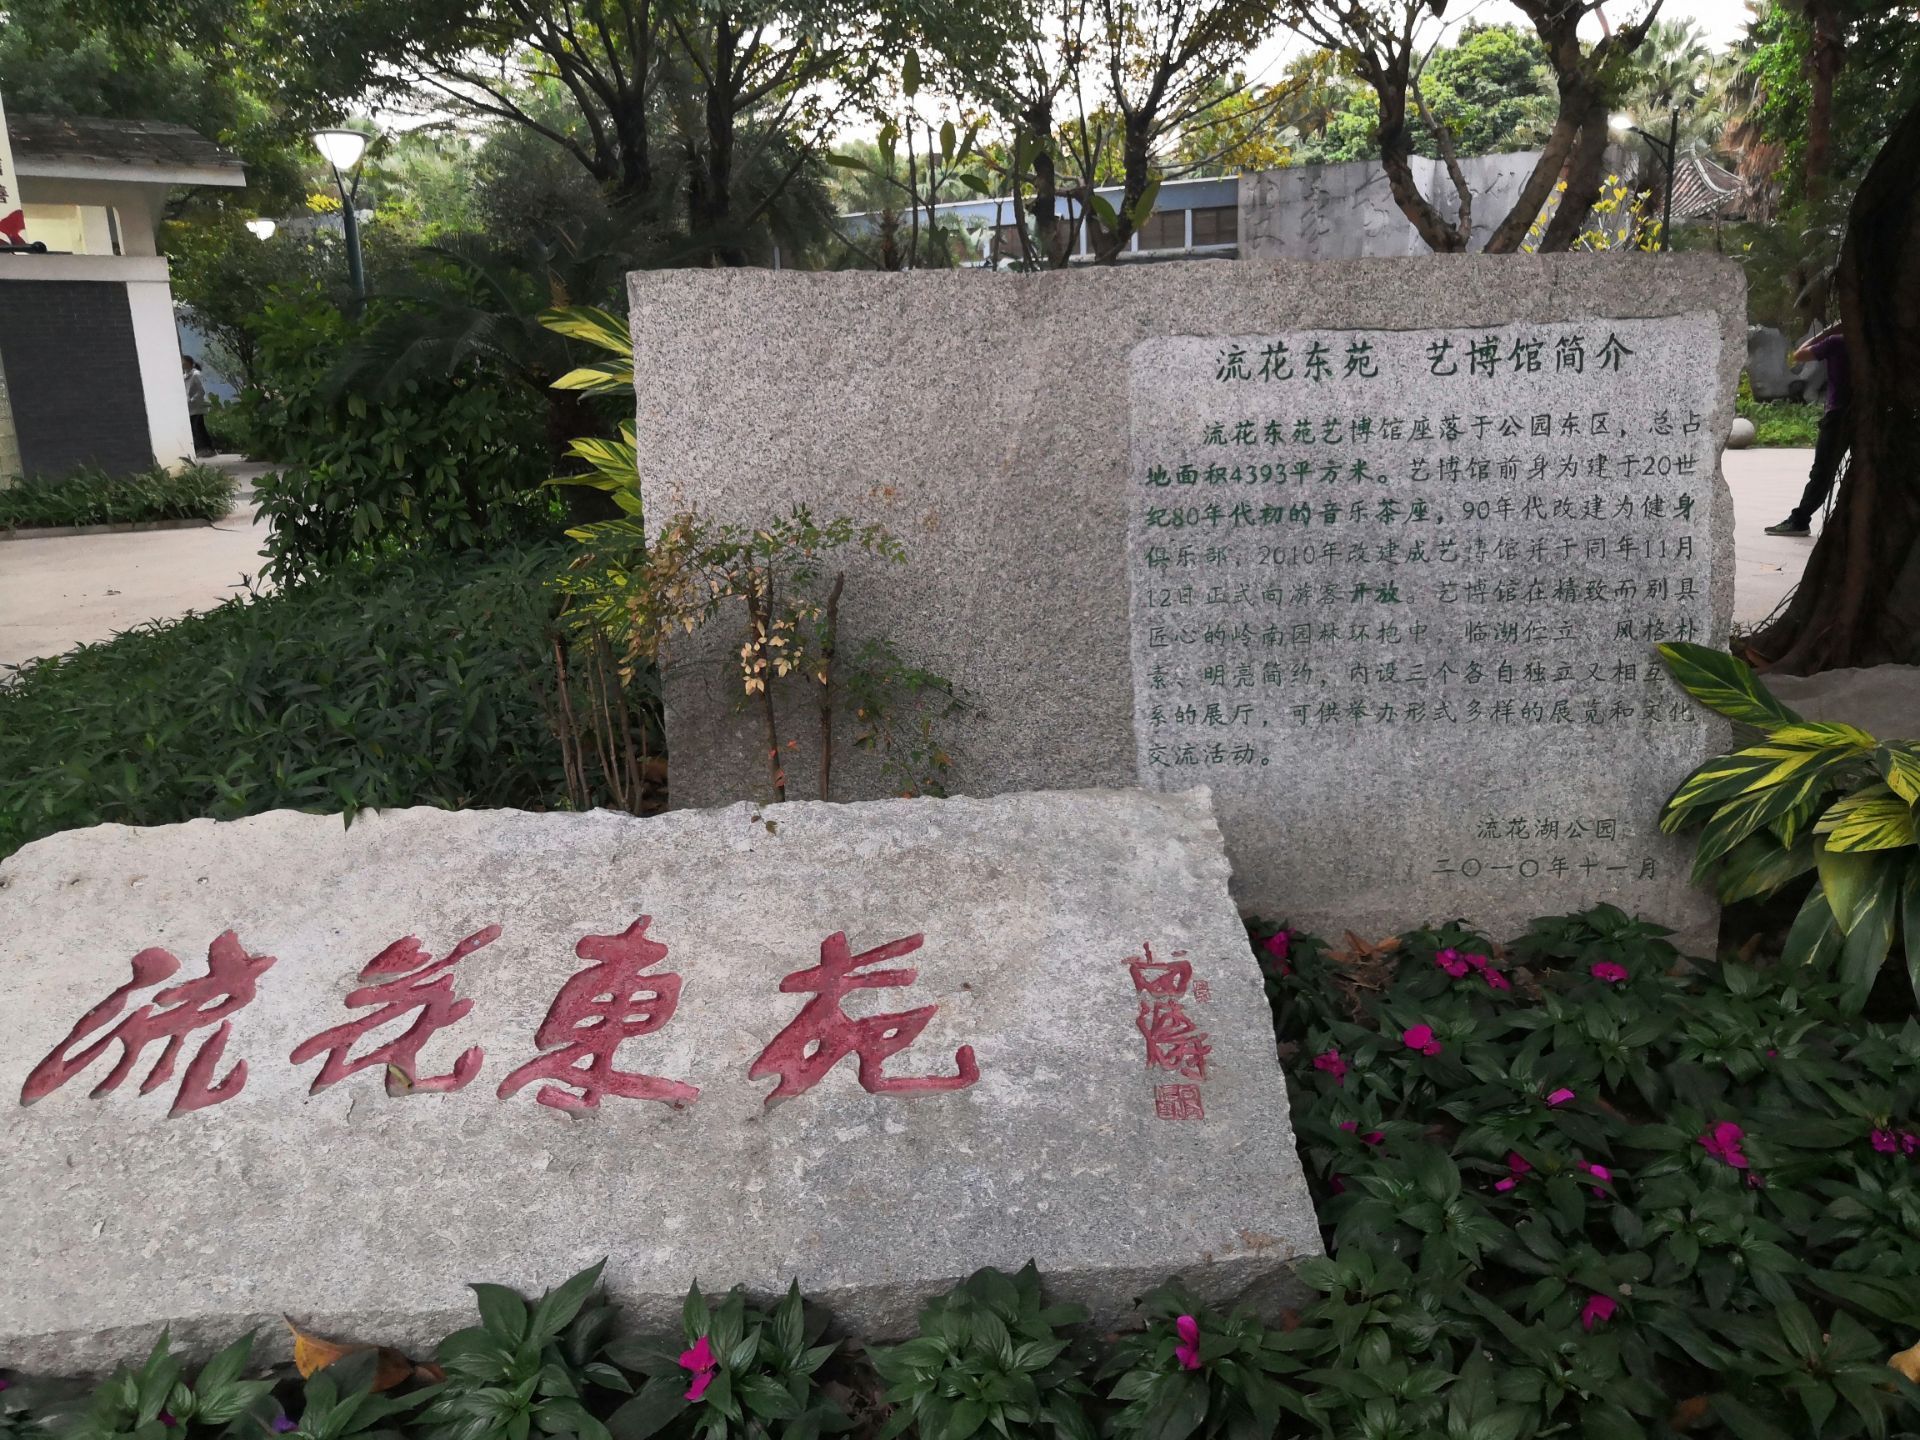 流花东苑　艺博馆简介
流花东苑艺博馆座落于公园东区，总占
地面积4393平方米。艺博馆前身为建于20世
纪80年代初的音乐茶座，90年代改建为健身
俱乐部，2010年改建成艺博馆并于同年11月
12日正式向游客开放。艺博馆在精致而别具
匠心的岭南园林环抱中，临湖伫立，风格朴
素、明亮简约，内设三个各自独立又相互
系的展厅，可供举办形式多样的展览和文化
交流活动。
流花湖公园
二〇一〇年十一月
流花東苑